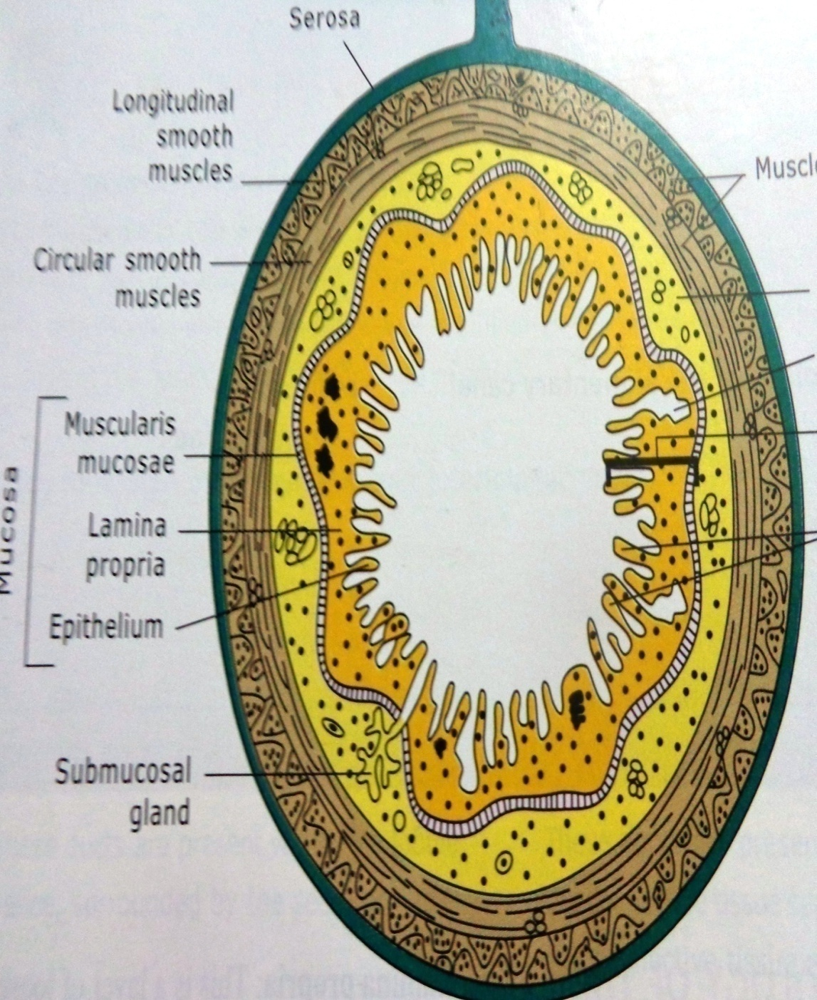 Serosa
Longitudinal
smooth
muscles
Muscl
Circular smooth
muscles
Mucosa
Muscularis
mucosae
Lamina
propria
Epithelium
Submucosal
gland